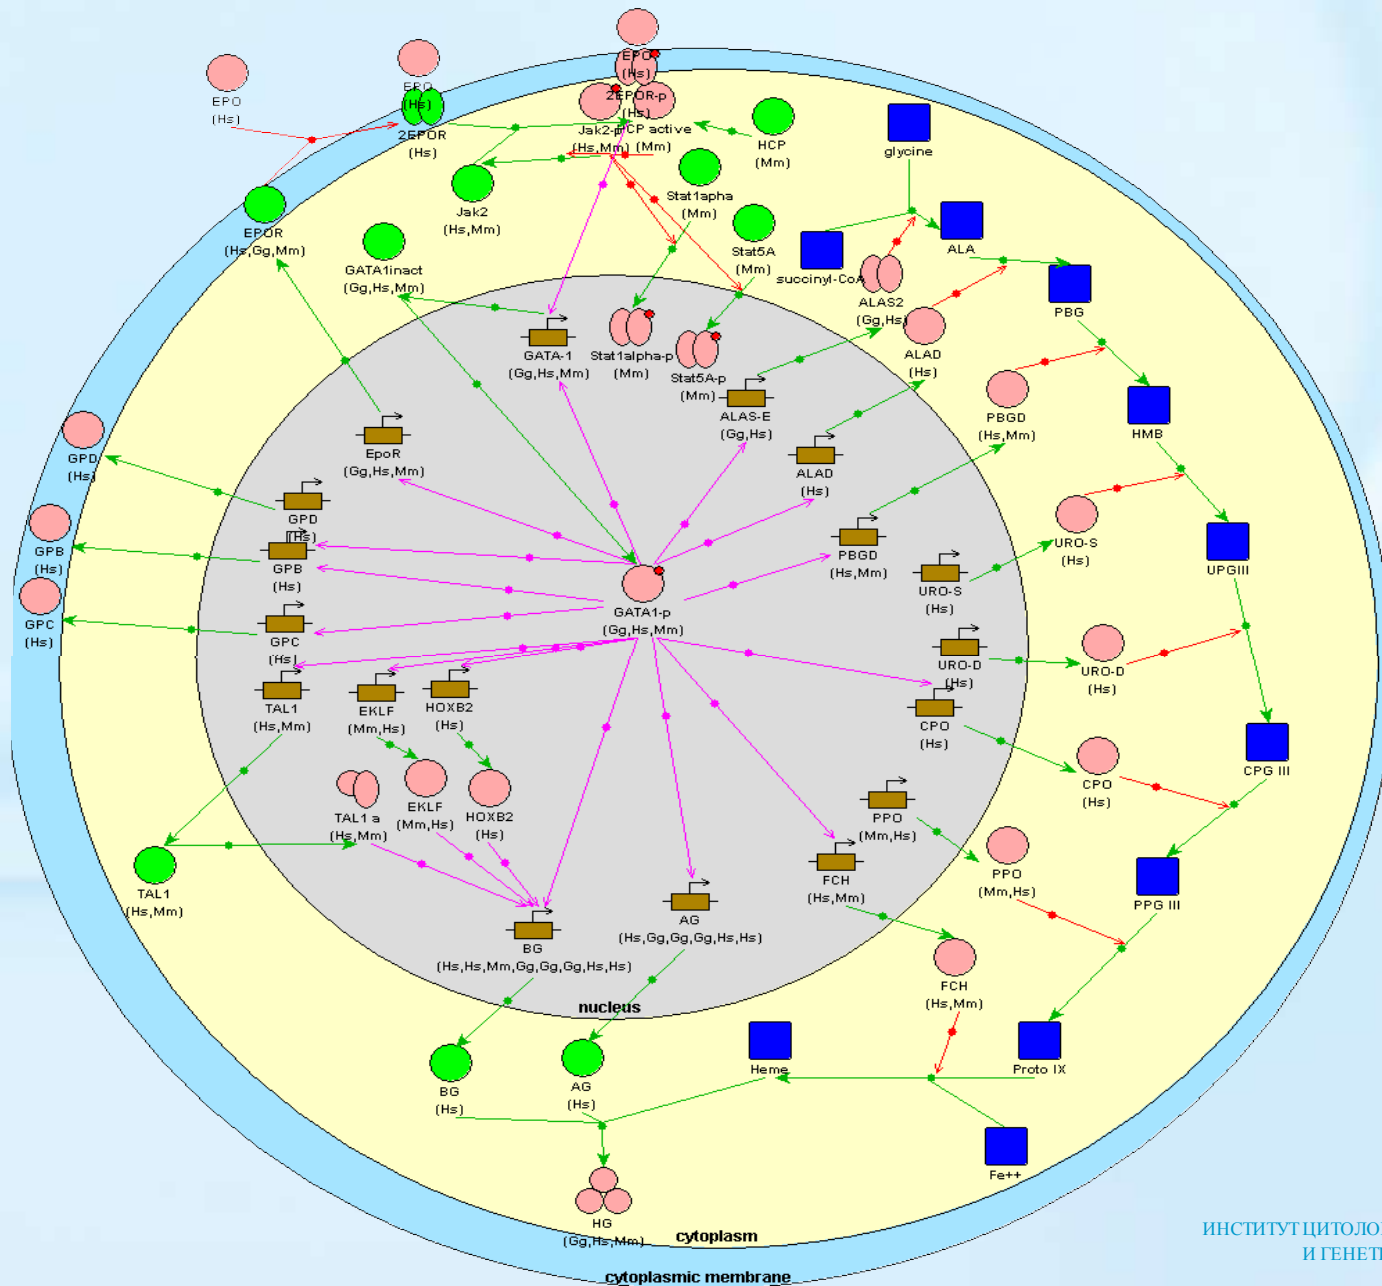 EPO
(Hs)
EPO
(Hs)
2EPOR
(Hs)
EPO
(Hs)
2EPOR-p
(Hs)
Jak2-p
(Hs,Mm)
HCP active
(Mm)
HCP
(Mm)
glycine
EPOR
(Hs,Gg,Mm)
Jak2
(Hs,Mm)
Stat1apha
(Mm)
Stat5A
(Mm)
GATA1inact
(Gg,Hs,Mm)
succinyl-CoA
ALA
ALAS2
(Gg,Hs)
PBG
GATA-1
(Gg,Hs,Mm)
Stat1alpha-p
(Mm)
Stat5A-p
(Mm)
ALAD
(Hs)
ALAS-E
(Gg,Hs)
PBGD
(Hs,Mm)
HMB
EpoR
(Gg,Hs,Mm)
ALAD
(Hs)
GPD
(Hs)
GPD
(Hs)
GPB
(Hs)
GPB
(Hs)
PBGD
(Hs,Mm)
URO-S
(Hs)
URO-S
(Hs)
UPGIII
GPC
(Hs)
GPC
(Hs)
GATA1-p
(Gg,Hs,Mm)
URO-D
(Hs)
URO-D
(Hs)
TAL1
(Hs,Mm)
EKLF
(Mm,Hs)
HOXB2
(Hs)
CPO
(Hs)
CPO
(Hs)
CPG III
TAL1 a
(Hs,Mm)
EKLF
(Mm,Hs)
HOXB2
(Hs)
PPO
(Mm,Hs)
PPO
(Mm,Hs)
PPG III
TAL1
(Hs,Mm)
FCH
(Hs,Mm)
BG
(Hs,Hs,Mm,Gg,Gg,Gg,Hs,Hs)
AG
(Hs,Gg,Gg,Gg,Hs,Hs)
FCH
(Hs,Mm)
nucleus
BG
(Hs)
AG
(Hs)
Heme
Proto IX
Fe++
HG
(Gg,Hs,Mm)
cytoplasm
cytoplasmic membrane
ИНСТИТУТ ЦИТОЛО
И ГЕНЕТ